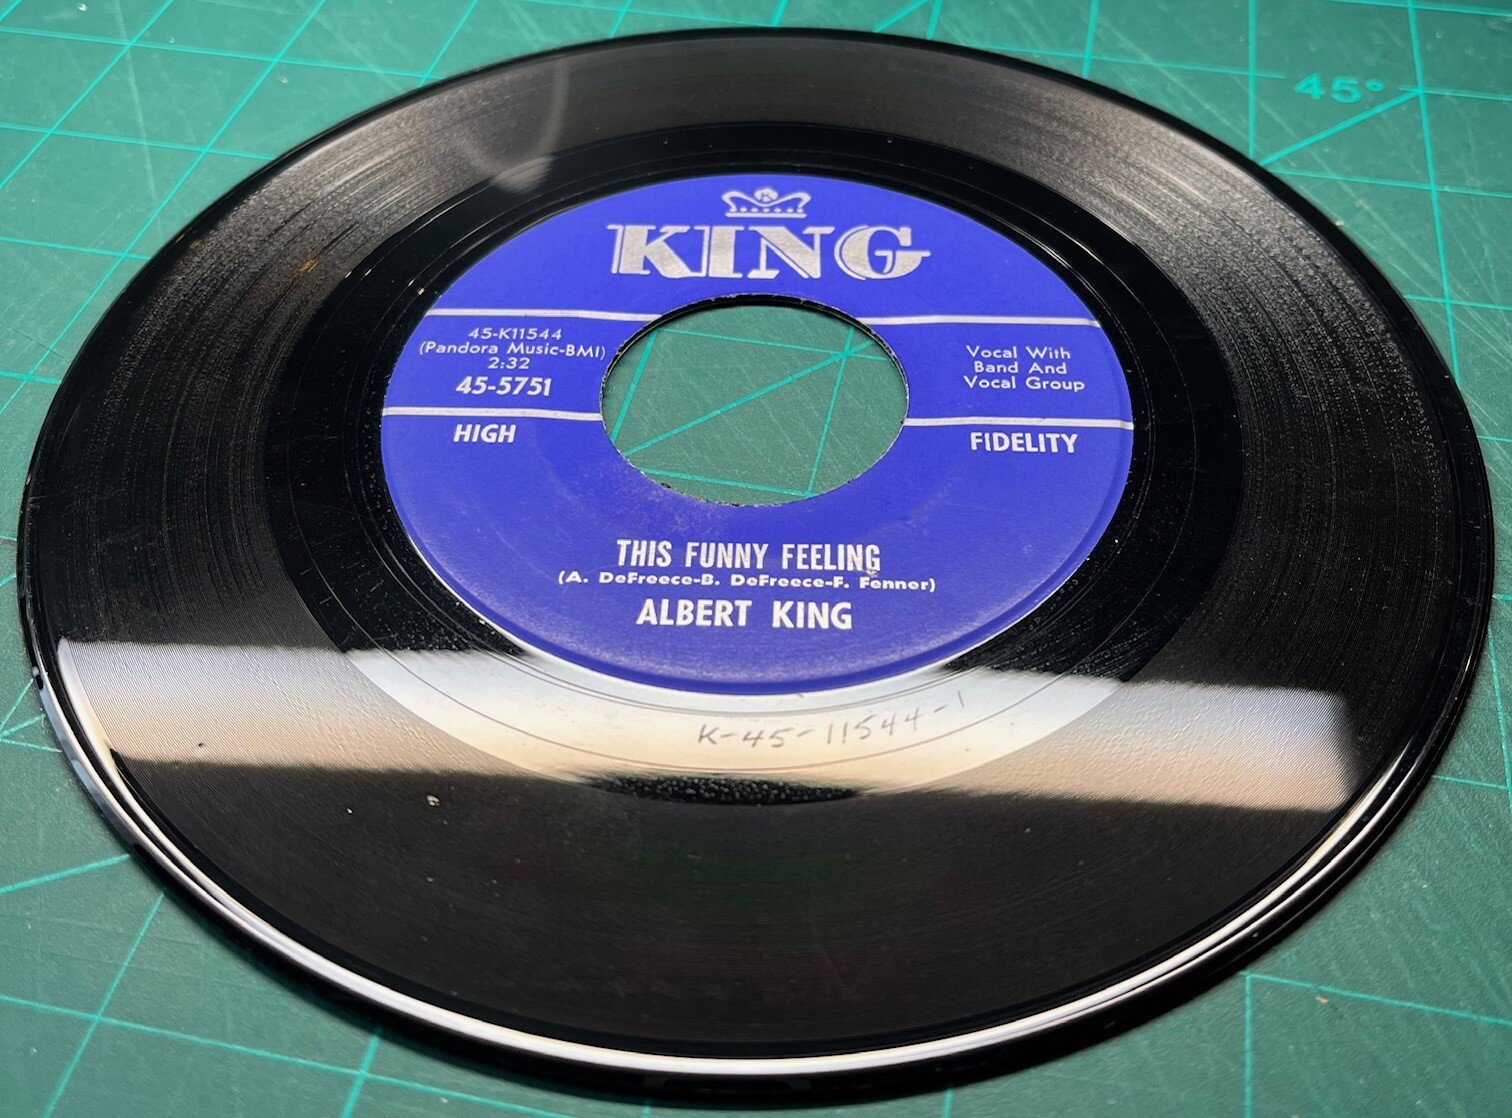 45°
K
KING
45-K11544
(Pandora Music-BMI)
2:32
45-5751
Vocal With
Band And
Vocal Group
HIGH
FIDELITY
THIS FUNNY FEELING
(A. DeFreece-B. DeFreece-F. Fenner)
ALBERT KING
K-45-11544-1